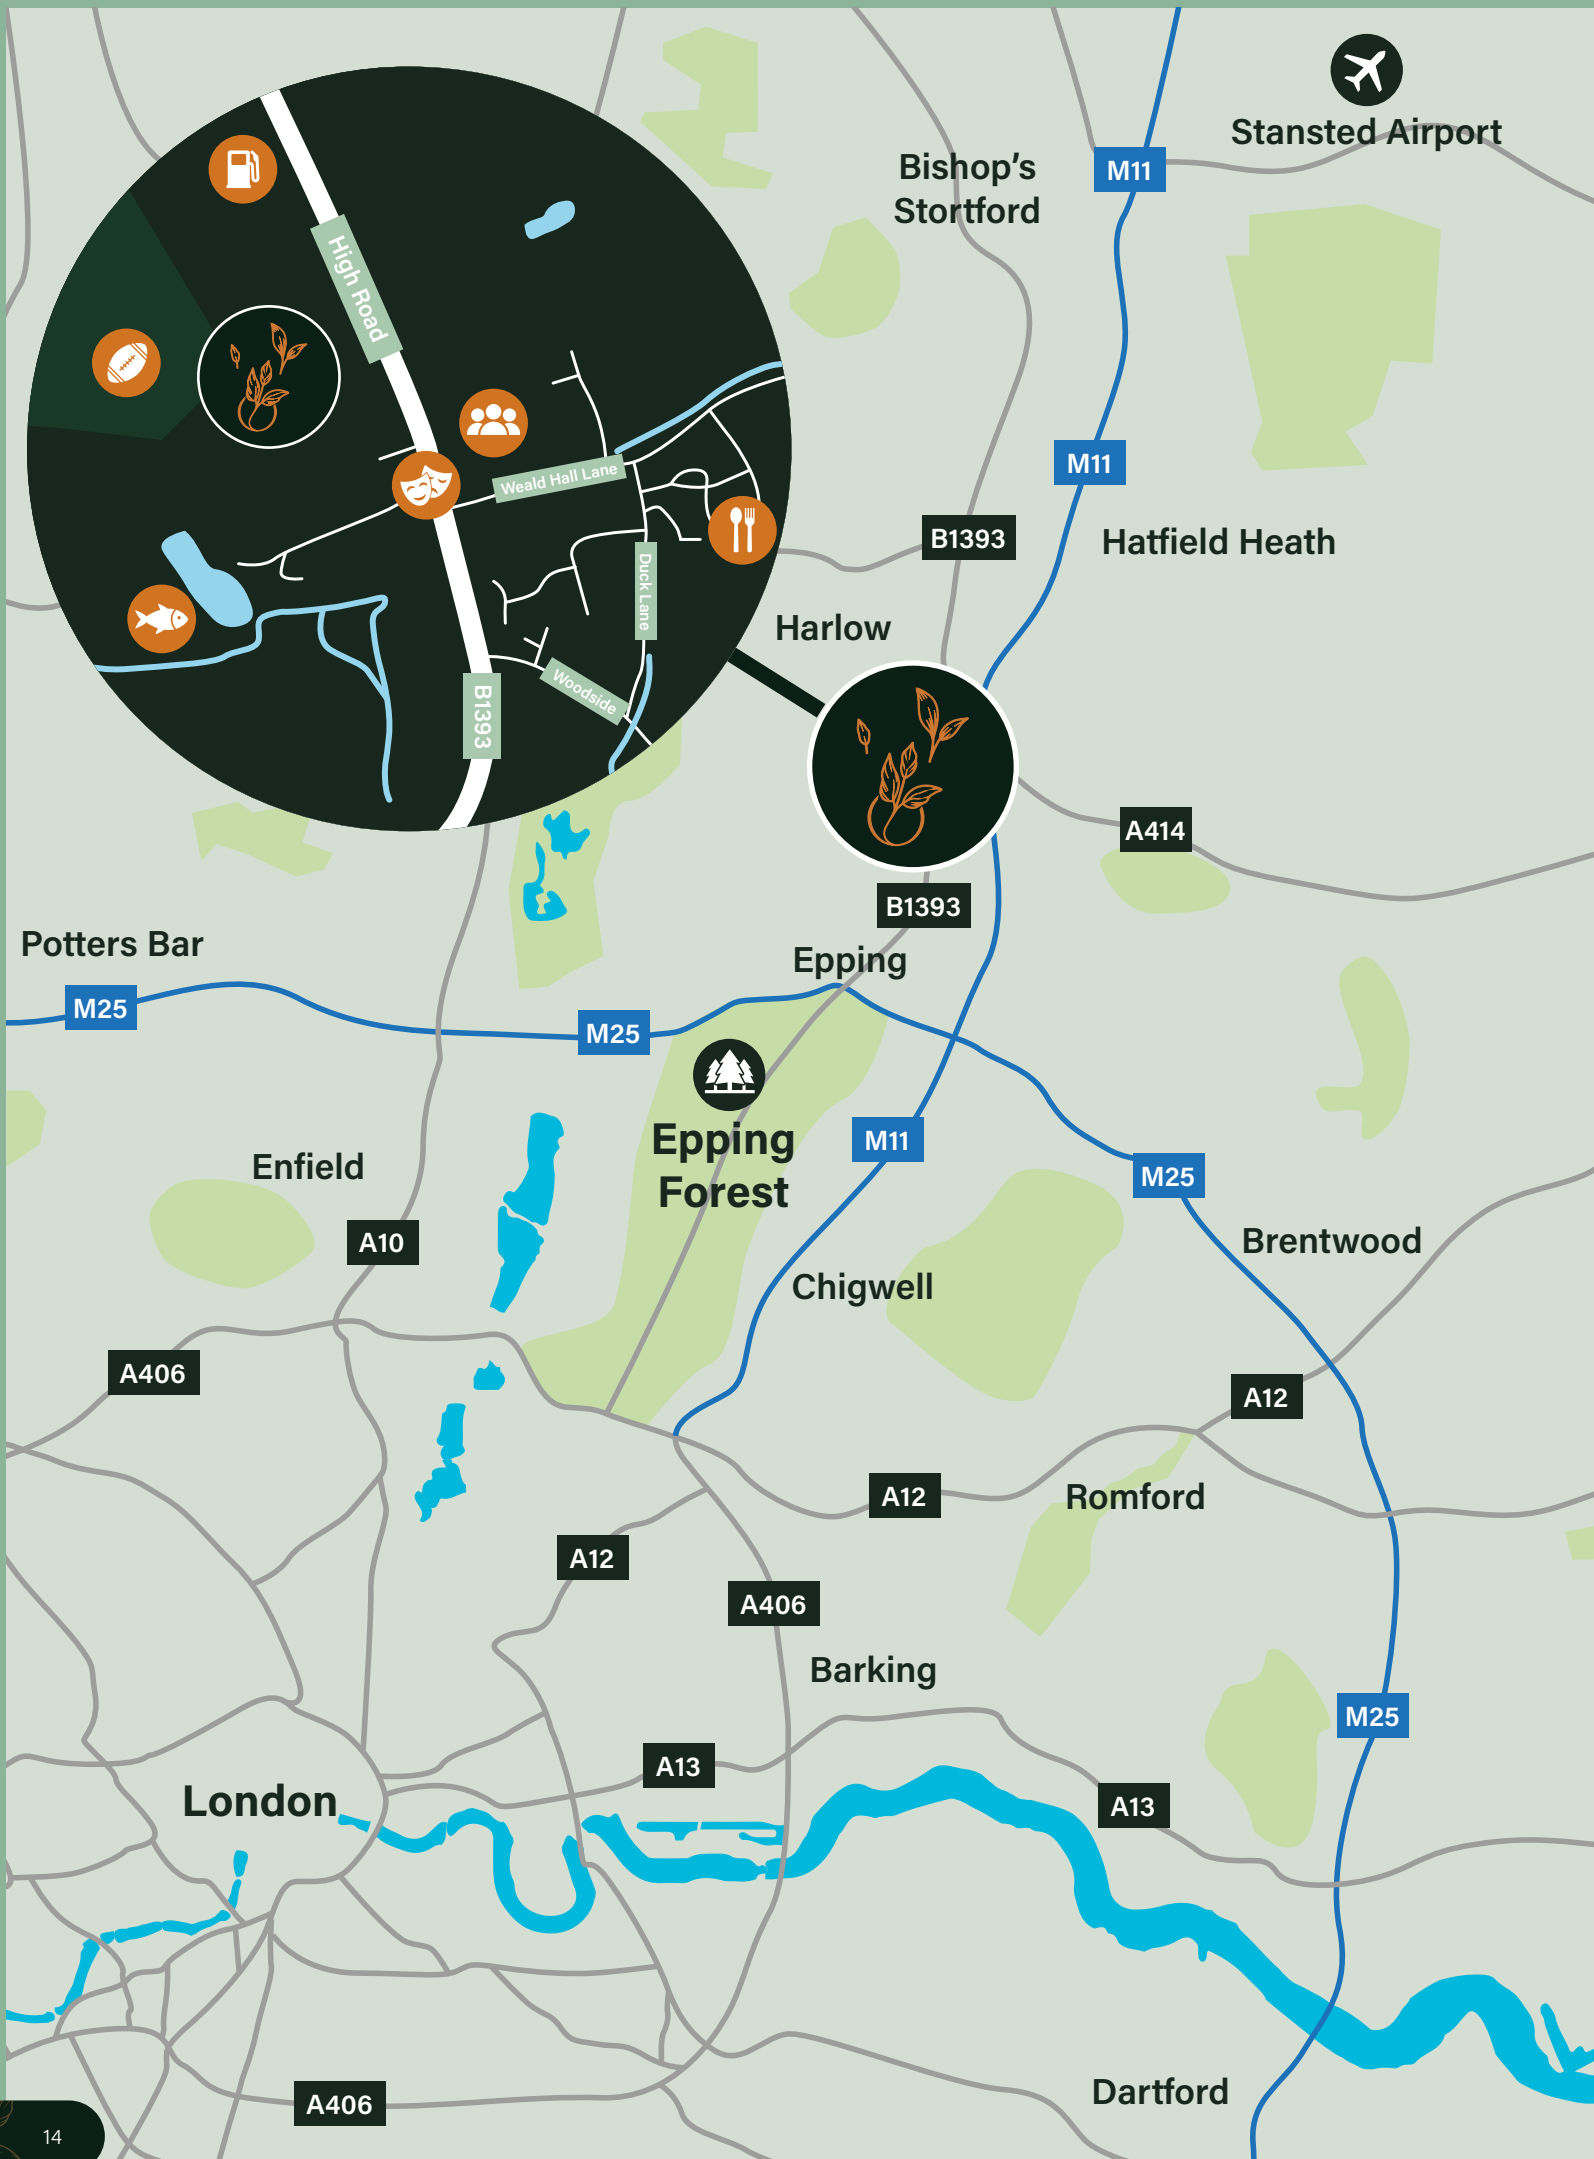 Stansted Airport
Bishop's
Stortford
M11
High Road
M11
Weald Hall Lane
B1393
Hatfield Heath
Duck Lane
Harlow
Woodside
B1393
A414
B1393
Potters Bar
Epping
M25
M25
Epping
Forest
M11
Enfield
M25
A10
Brentwood
Chigwell
A406
A12
A12
Romford
A12
A406
Barking
M25
A13
London
A13
Dartford
A406
14